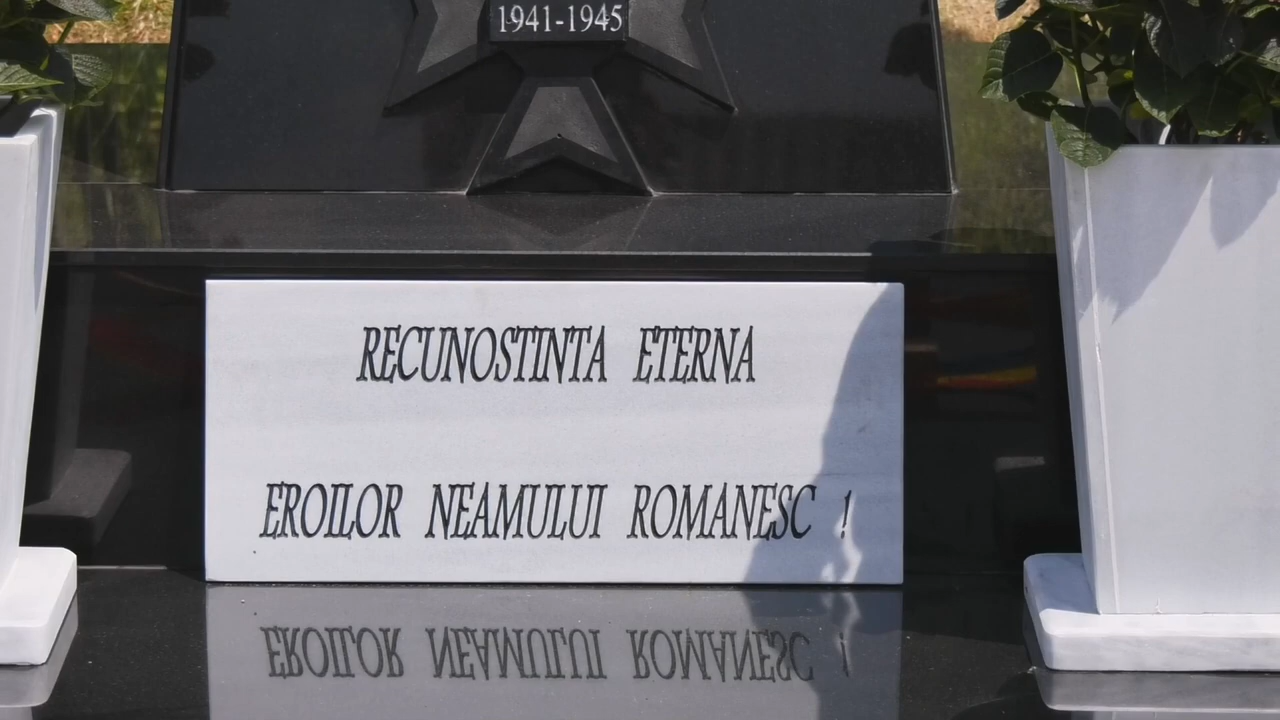 1941-1945
RECUNOSTINTA ETERNA
EROILOR NEAMULUI ROMANESC !